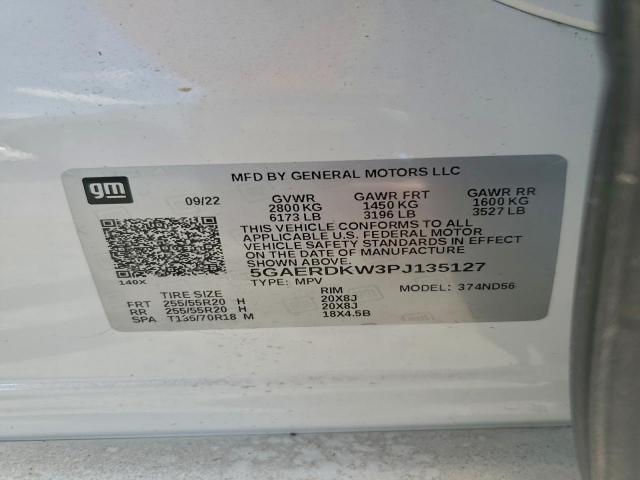 gm
MFD BY GENERAL MOTORS LLC
09/22
GVWR GAWR FRT GAWR RR
2800 KG 1450 KG 1600 KG
6173 LB 3196 LB 3527 LB
THIS VEHICLE CONFORMS TO ALL
APPLICABLE U.S. FEDERAL MOTOR
VEHICLE SAFETY STANDARDS IN EFFECT
ON THE DATE OF MANUFACTURE
SHOWN ABOVE.
5GAERDKW3PJ135127
140X
TYPE: MPV MODEL: 374ND56
TIRE SIZE RIM
FRT 255/55R20 H 20X8J
RR 255/55R20 H 20X8J
SPA T135/70R18 M 18X4.5B